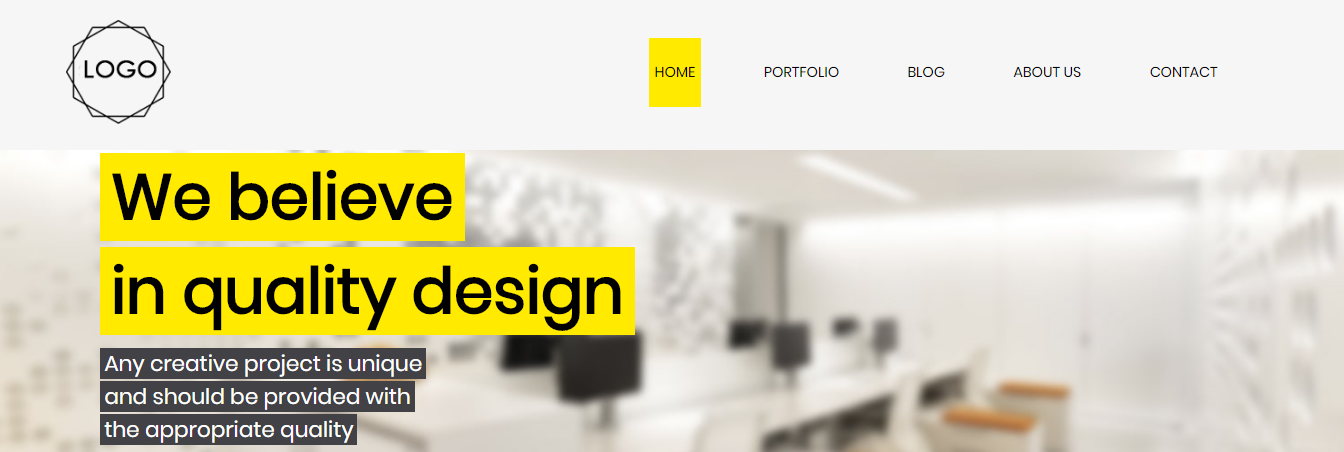 LOGO
HOME PORTFOLIO BLOG ABOUT US CONTACT
We believe
in quality design
Any creative project is unique
and should be provided with
the appropriate quality